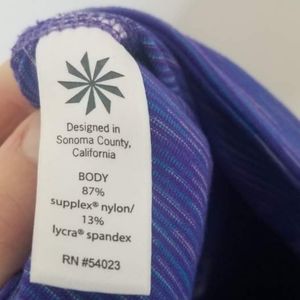 Designed in
Sonoma County,
California
BODY
87%
supplex® nylon/
13%
lycra® spandex
RN #54023